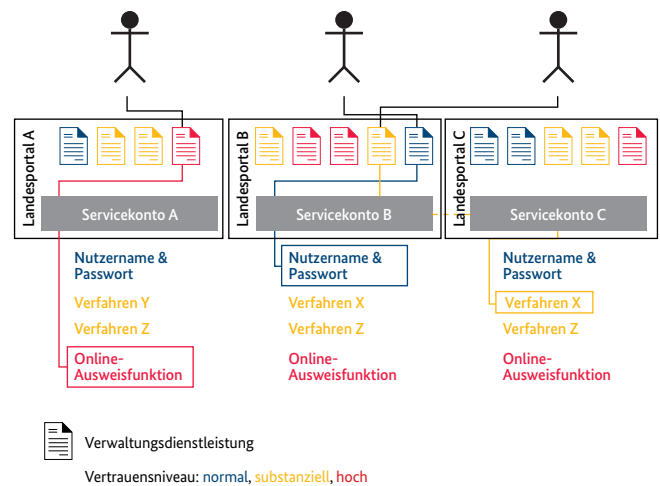 Landesportal A
Servicekonto A
Nutzername &
Passwort
Verfahren Y
Verfahren Z
Online-
Ausweisfunktion
Landesportal B
Servicekonto B
Nutzername &
Passwort
Verfahren X
Verfahren Z
Online-
Ausweisfunktion
Landesportal C
Servicekonto C
Nutzername &
Passwort
Verfahren X
Verfahren Z
Online-
Ausweisfunktion
Verwaltungsdienstleistung
Vertrauensniveau: normal, substanziell, hoch